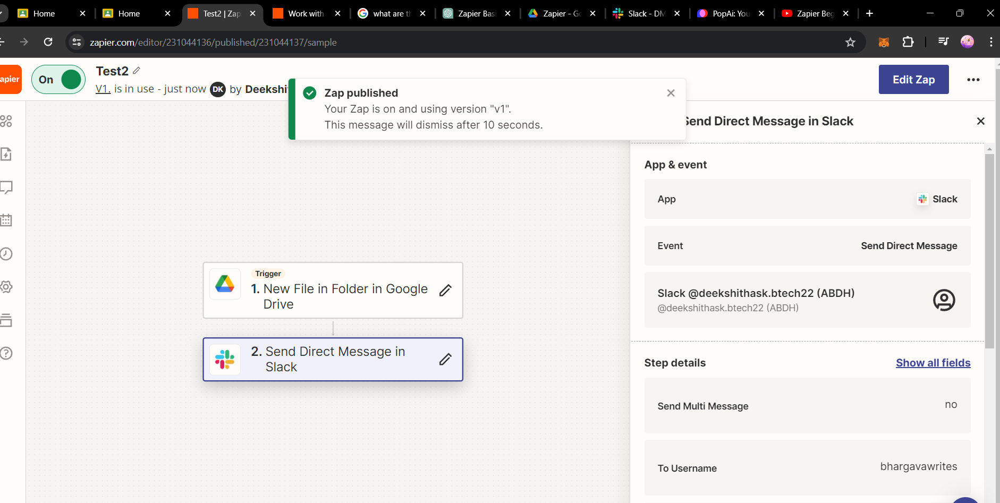 Home
Home
Test2 | Zap
Work with
what are th
Zapier Basi
Zapier - Go
Slack - DM
PopAi: You
Zapier Beg
zapier.com/editor/231044136/published/231044137/sample
apier
On
Test2
V1. is in use - just now DK by Deekshi
Zap published
Your Zap is on and using version "v1".
This message will dismiss after 10 seconds.
Edit Zap
Send Direct Message in Slack
Trigger
1. New File in Folder in Google
Drive
2. Send Direct Message in
Slack
App & event
App
Slack
Event
Send Direct Message
Slack @deekshithask.btech22 (ABDH)
@deekshithask.btech22 (ABDH)
Step details
Show all fields
Send Multi Message
no
To Username
bhargavawrites